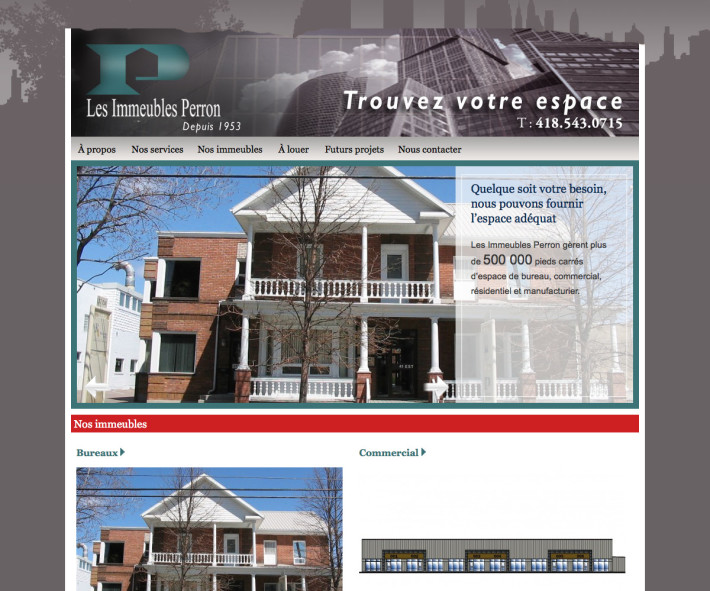 Les Immeubles Perron
Depuis 1953
Trouvez votre espace
T : 418.543.0715
À propos Nos services Nos immeubles À louer Futurs projets Nous contacter
Quelque soit votre besoin,
nous pouvons fournir
l'espace adéquat
Les Immeubles Perron gèrent plus
de 500 000 pieds carrés
d'espace de bureau, commercial,
résidentiel et manufacturier.
Nos immeubles
Bureaux Commercial